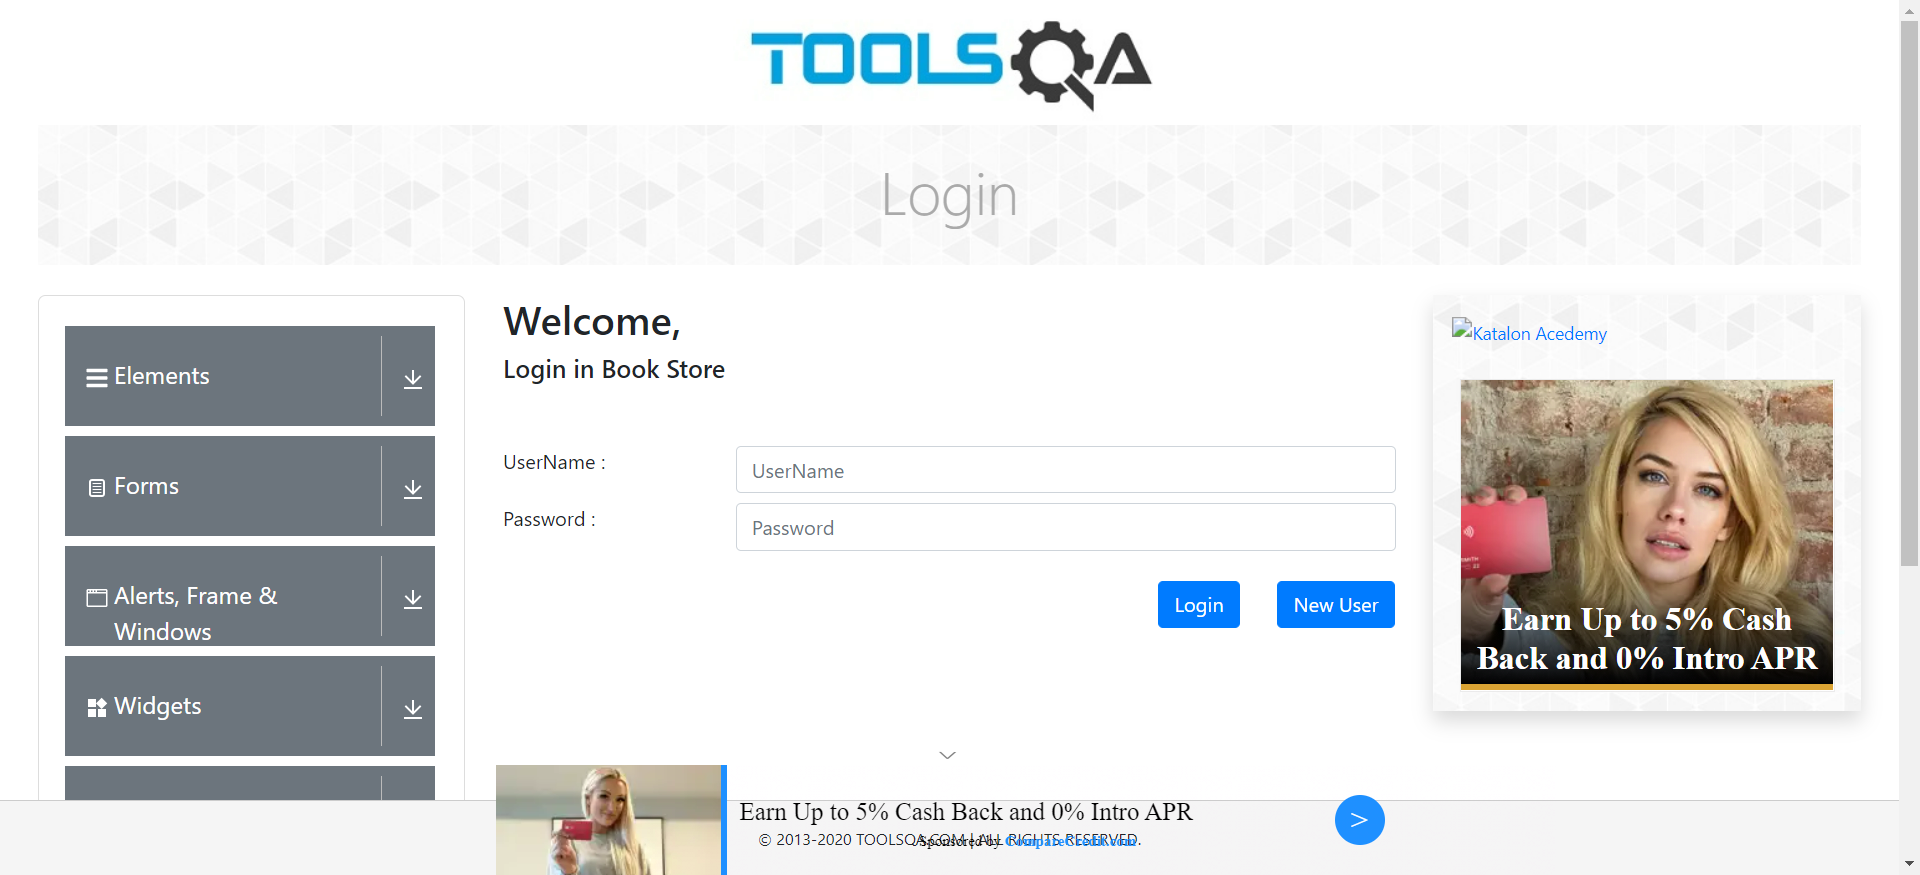 TOOLSQA
Login
Elements
Forms
Alerts, Frame &
Windows
Widgets
Welcome,
Login in Book Store
UserName :
UserName
Password :
Password
Login
New User
Katalon Acedemy
Earn Up to 5% Cash
Back and 0% Intro APR
Earn Up to 5% Cash Back and 0% Intro APR
>
© 2013-2020 TOOLSQA.COM | ALL RIGHTS RESERVED.
Sponsored by CompareCredit.com